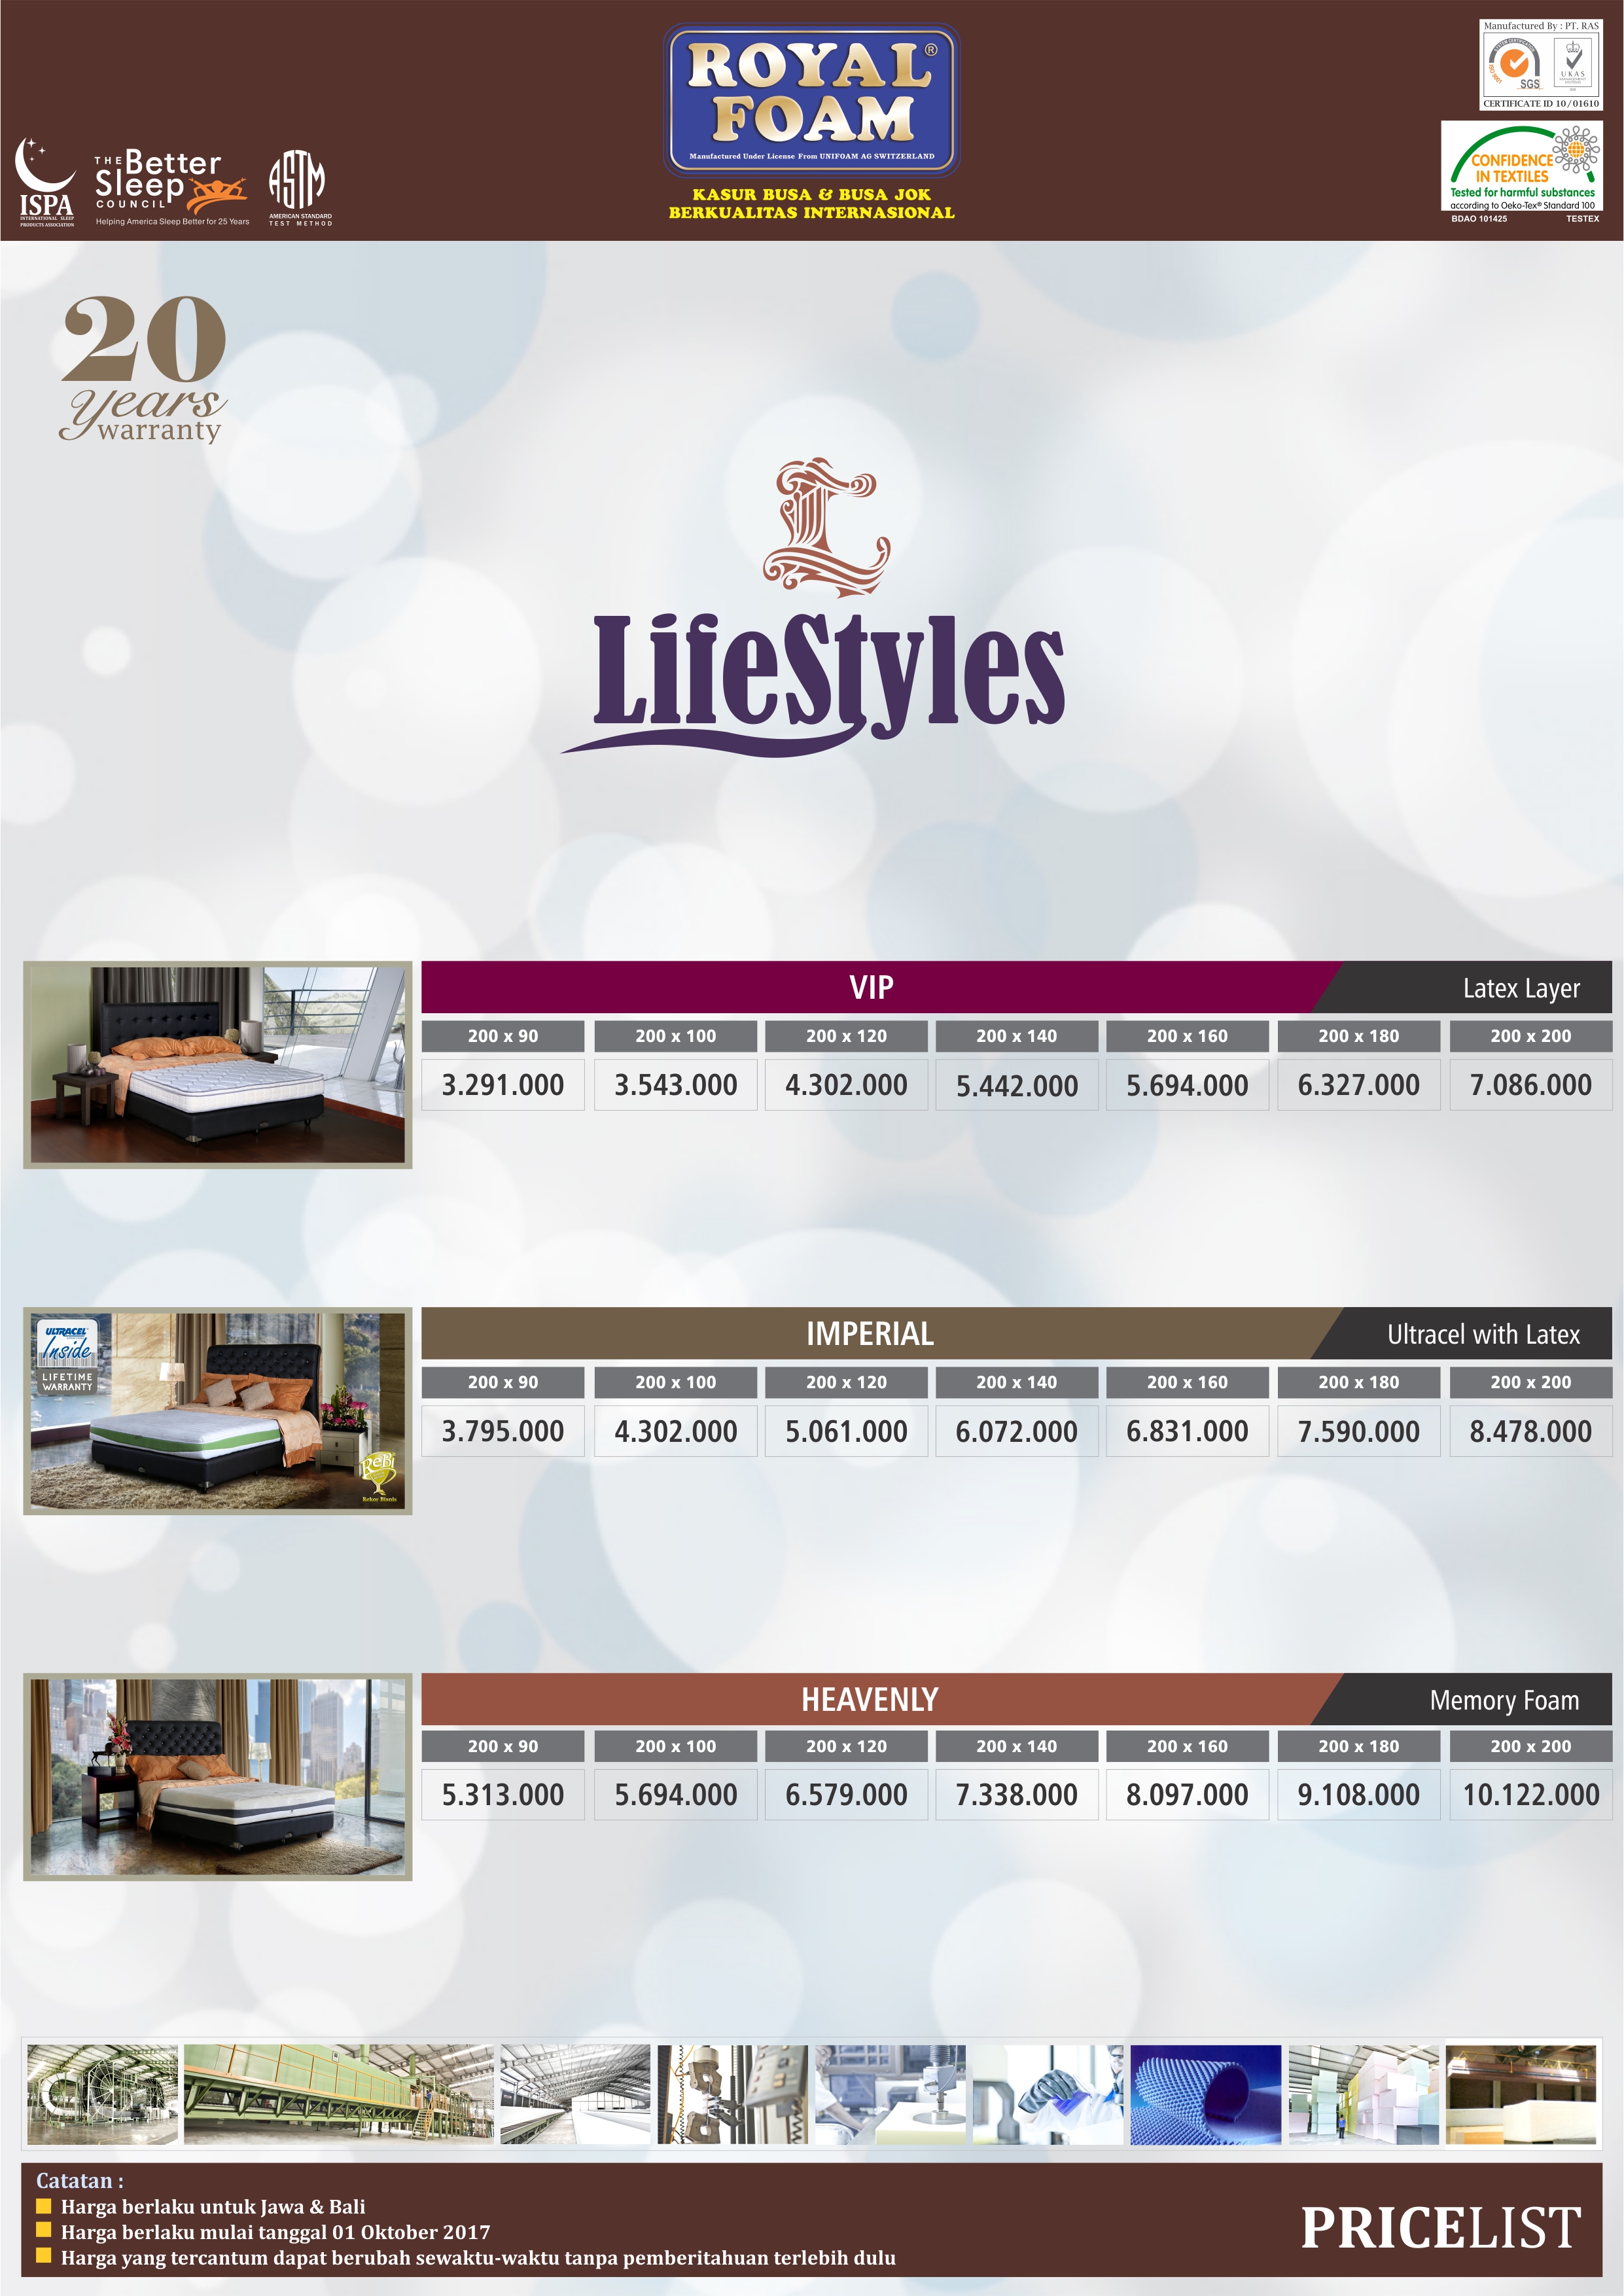 ROYAL®
FOAM
Manufactured Under License From UNIFOAM AG SWITZERLAND
KASUR BUSA & BUSA JOK
BERKUALITAS INTERNASIONAL
ISPA
INTERNATIONAL SLEEP
PRODUCTS ASSOCIATION
THE Better
Sleep
COUNCIL
Helping America Sleep Better for 25 Years
ASTM
AMERICAN STANDARD
TEST METHOD
Manufactured By : PT. RAS
SGS
UKAS
CERTIFICATE ID 10/01610
CONFIDENCE
IN TEXTILES
Tested for harmful substances
according to Oeko-Tex® Standard 100
BDAO 101425 TESTEX
20
years
warranty
L
LifeStyles
VIP Latex Layer
200 x 90 200 x 100 200 x 120 200 x 140 200 x 160 200 x 180 200 x 200
3.291.000 3.543.000 4.302.000 5.442.000 5.694.000 6.327.000 7.086.000
ULTRACEL
Inside
LIFETIME
WARRANTY
ReBi
Rekor Bisnis
IMPERIAL Ultracel with Latex
200 x 90 200 x 100 200 x 120 200 x 140 200 x 160 200 x 180 200 x 200
3.795.000 4.302.000 5.061.000 6.072.000 6.831.000 7.590.000 8.478.000
HEAVENLY Memory Foam
200 x 90 200 x 100 200 x 120 200 x 140 200 x 160 200 x 180 200 x 200
5.313.000 5.694.000 6.579.000 7.338.000 8.097.000 9.108.000 10.122.000
Catatan :
Harga berlaku untuk Jawa & Bali
Harga berlaku mulai tanggal 01 Oktober 2017
Harga yang tercantum dapat berubah sewaktu-waktu tanpa pemberitahuan terlebih dulu
PRICELIST